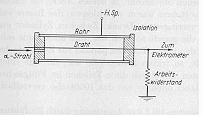 -H.Sp.
Isolation
Rohr
Draht
Zum
Elektrometer
α-Strahl
Arbeits-
widerstand